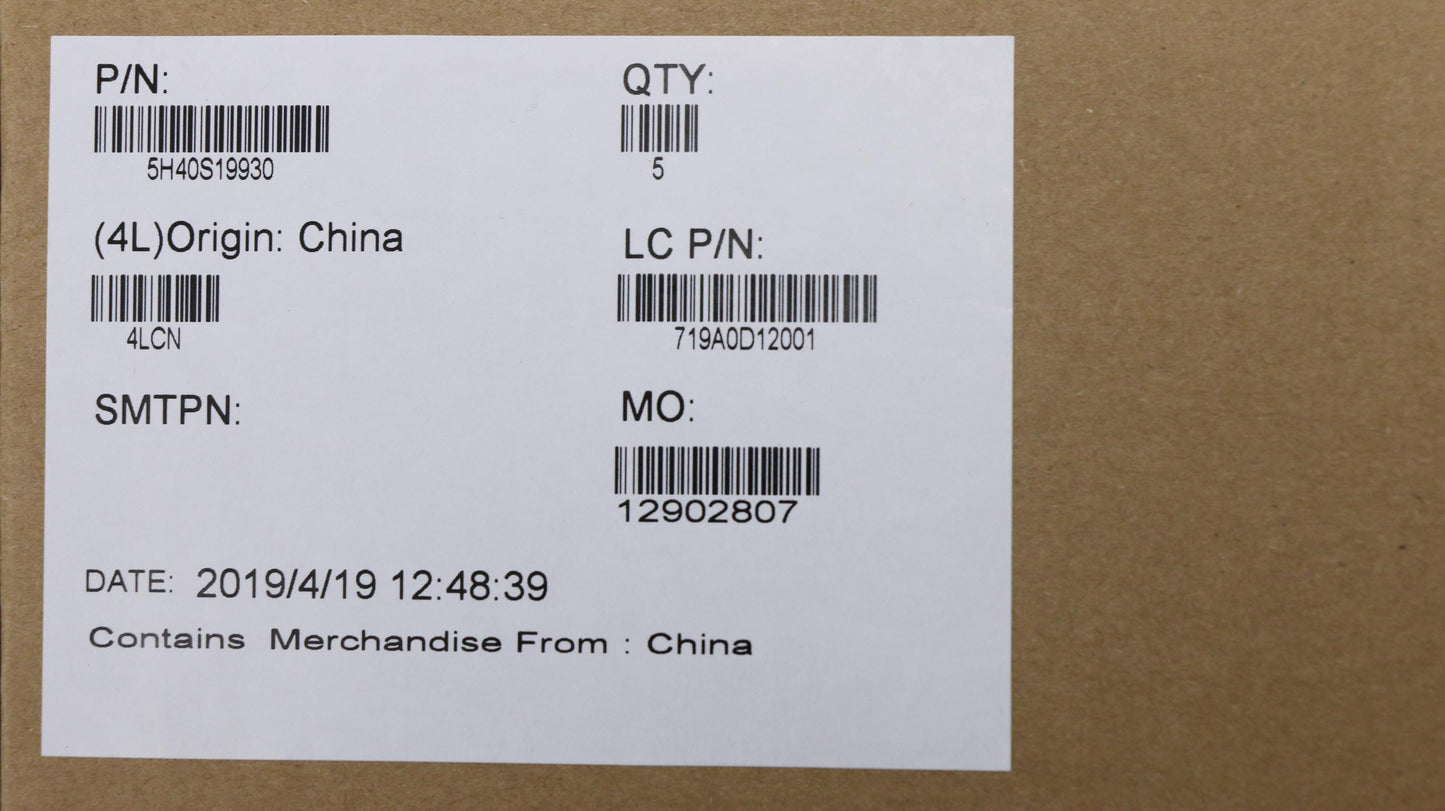 P/N:
5H40S19930
QTY:
5
(4L)Origin: China
4LCN
LC P/N:
719A0D12001
SMTPN:
MO:
12902807
DATE: 2019/4/19 12:48:39
Contains Merchandise From : China